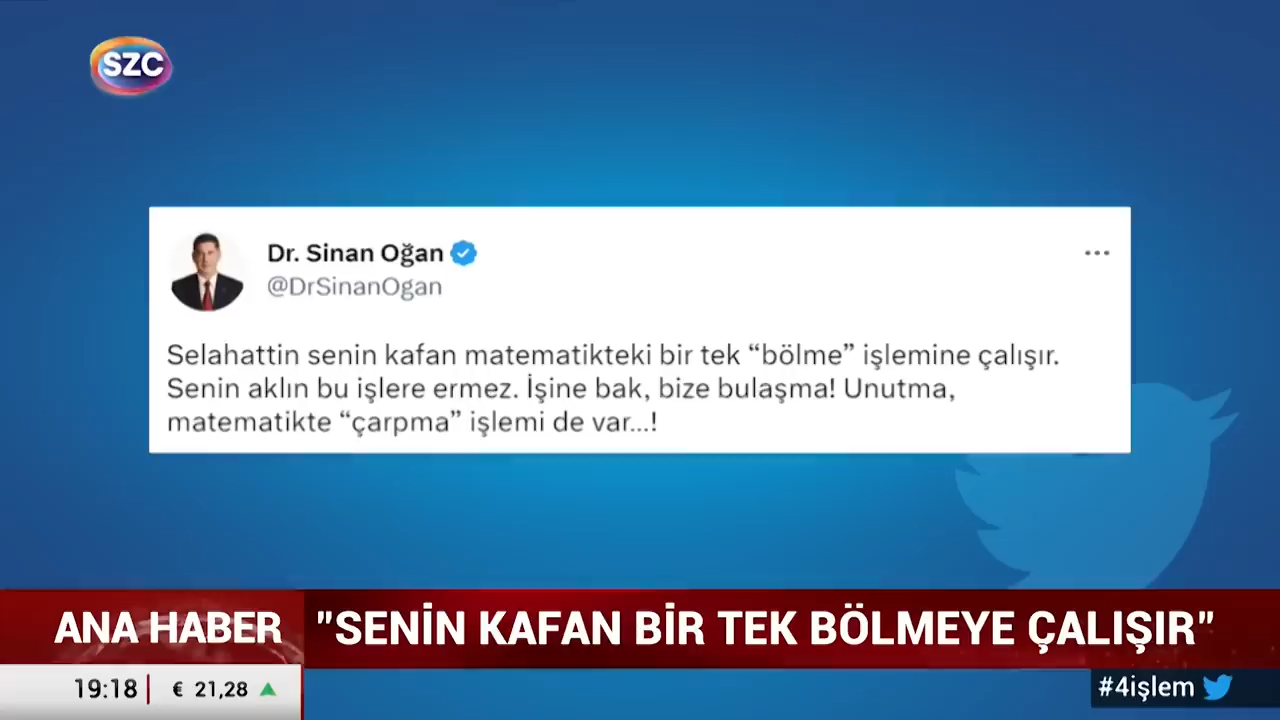 SZC
Dr. Sinan Oğan
@DrSinanOgan
Selahattin senin kafan matematikteki bir tek “bölme” işlemine çalışır.
Senin aklın bu işlere ermez. İşine bak, bize bulaşma! Unutma,
matematikte “çarpma” işlemi de var...!
ANA HABER
"SENİN KAFAN BİR TEK BÖLMEYE ÇALIŞIR"
19:18
€ 21,28
#4işlem